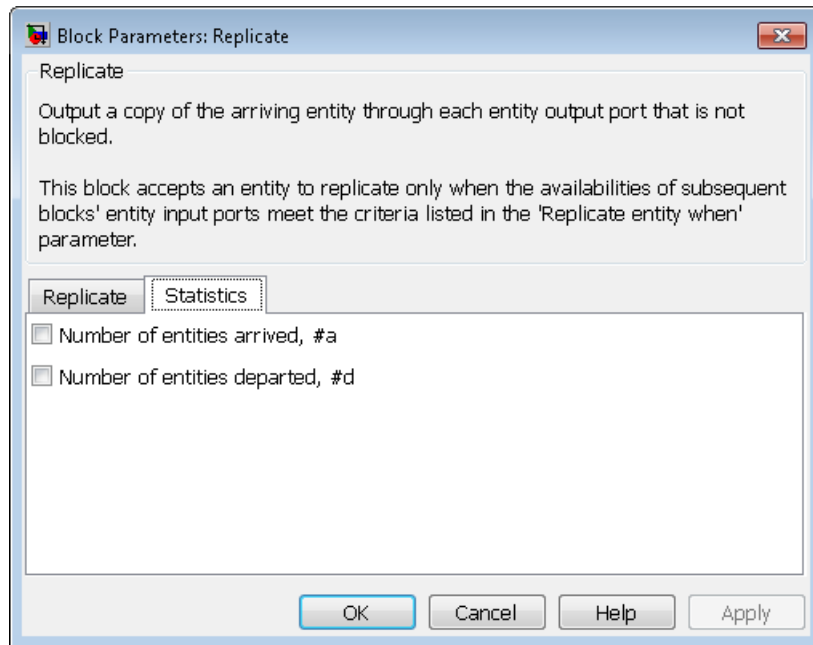 Block Parameters: Replicate
Replicate
Output a copy of the arriving entity through each entity output port that is not
blocked.
This block accepts an entity to replicate only when the availabilities of subsequent
blocks' entity input ports meet the criteria listed in the 'Replicate entity when'
parameter.
Replicate Statistics
Number of entities arrived, #a
Number of entities departed, #d
OK Cancel Help Apply